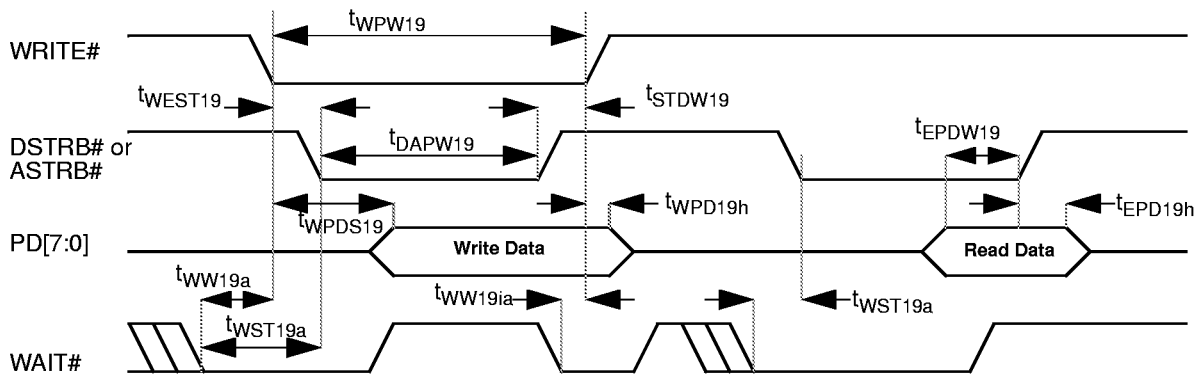 tWPW19
WRITE#
tWEST19
tSTDW19
DSTRB# or
ASTRB#
tDAPW19
tEPDW19
tWPDS19
tWPD19h
tEPD19h
PD[7:0]
Write Data
Read Data
tWW19a
tWW19ia
tWST19a
tWST19a
WAIT#